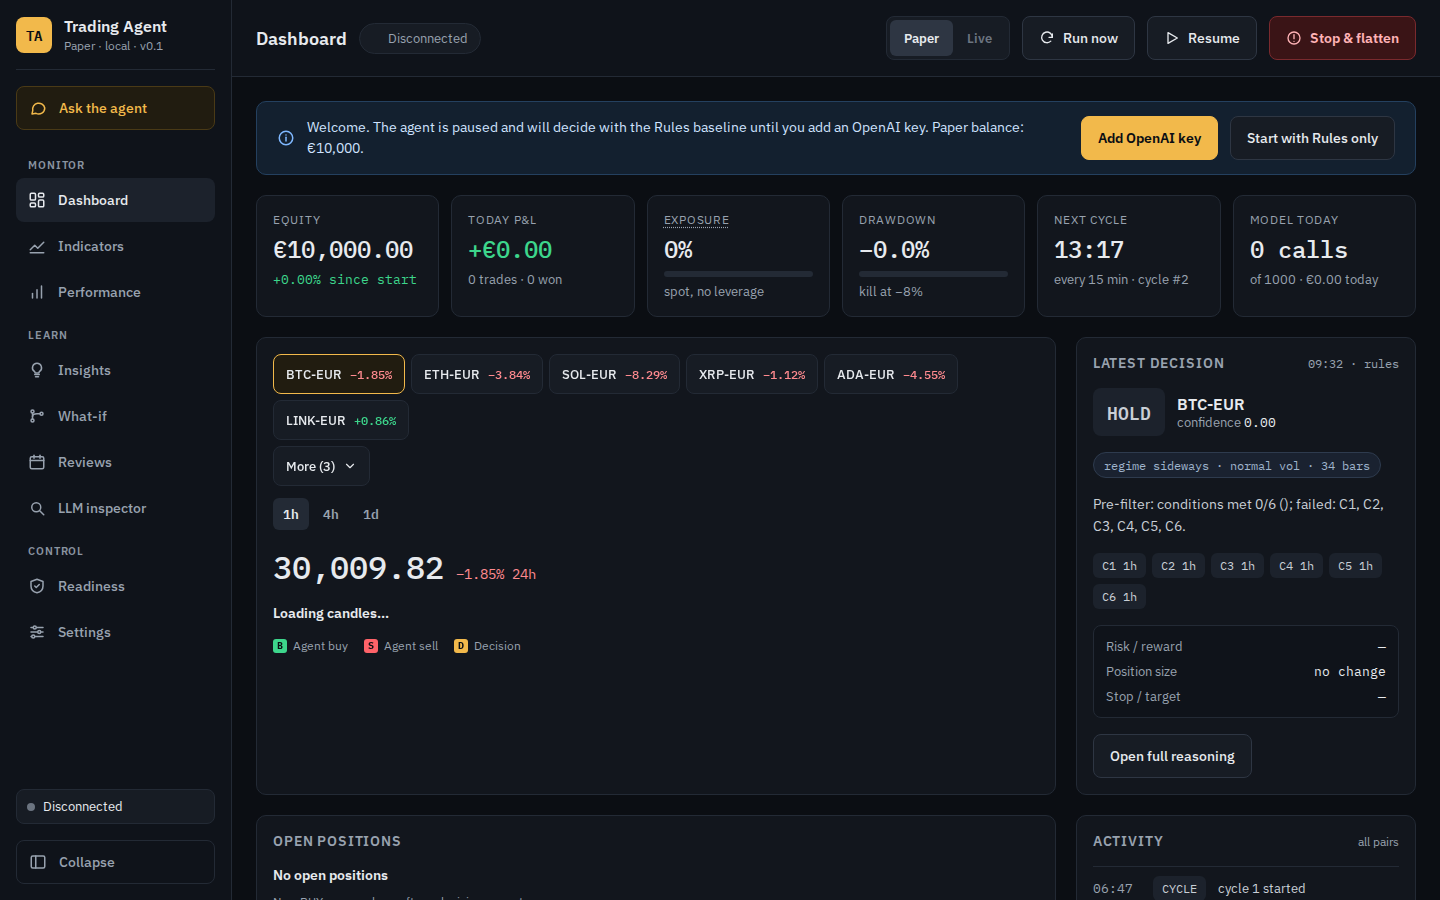 TA
Trading Agent
Paper · local · v0.1
Ask the agent
MONITOR
Dashboard
Indicators
Performance
LEARN
Insights
What-if
Reviews
LLM inspector
CONTROL
Readiness
Settings
Disconnected
Collapse
Dashboard
Disconnected
Paper
Live
Run now
Resume
Stop & flatten
Welcome. The agent is paused and will decide with the Rules baseline until you add an OpenAI key. Paper balance:
€10,000.
Add OpenAI key
Start with Rules only
EQUITY
€10,000.00
+0.00% since start
TODAY P&L
+€0.00
0 trades · 0 won
EXPOSURE
0%
spot, no leverage
DRAWDOWN
−0.0%
kill at −8%
NEXT CYCLE
13:17
every 15 min · cycle #2
MODEL TODAY
0 calls
of 1000 · €0.00 today
BTC-EUR −1.85%
ETH-EUR −3.84%
SOL-EUR −8.29%
XRP-EUR −1.12%
ADA-EUR −4.55%
LINK-EUR +0.86%
More (3)
1h 4h 1d
30,009.82 −1.85% 24h
Loading candles…
B Agent buy S Agent sell D Decision
LATEST DECISION
09:32 · rules
HOLD
BTC-EUR
confidence 0.00
regime sideways · normal vol · 34 bars
Pre-filter: conditions met 0/6 (); failed: C1, C2,
C3, C4, C5, C6.
C1 1h C2 1h C3 1h C4 1h C5 1h
C6 1h
Risk / reward –
Position size no change
Stop / target –
Open full reasoning
OPEN POSITIONS
No open positions
ACTIVITY
all pairs
06:47 CYCLE cycle 1 started